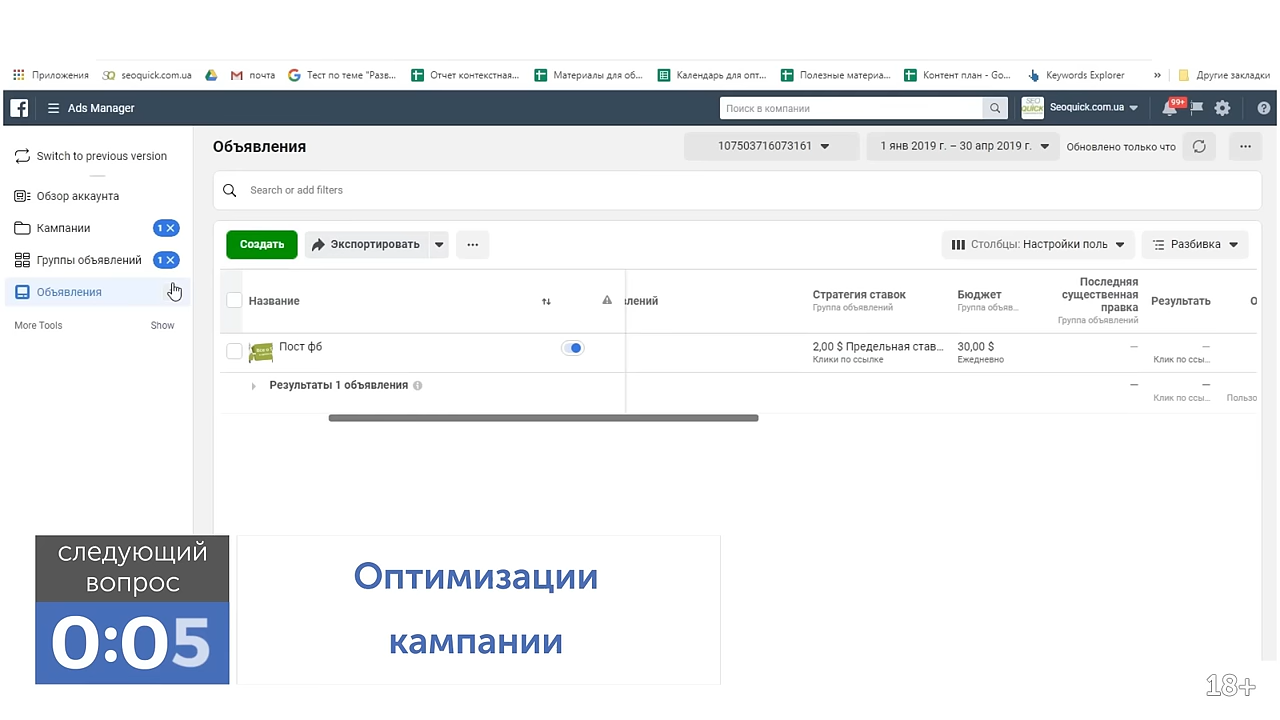 Приложения seoquick.com.ua почта Тест по теме "Разв... Отчет контекстная... Материалы для об... Календарь для опт... Полезные материа... Контент план - Go... Keywords Explorer » Другие закладки
Ads Manager Поиск в компании SEO QUICK Seoquick.com.ua 99+
Switch to previous version
Объявления 107503716073161 1 янв 2019 г. – 30 апр 2019 г. Обновлено только что
Обзор аккаунта
Search or add filters
Кампании 1 X
Группы объявлений 1 X
Объявления
More Tools Show
Создать Экспортировать Столбцы: Настройки поль Разбивка
Название лений Стратегия ставок Бюджет Последняя существенная правка Результать О
Группа объявлений Группа объяв... Группа объявлений
Пост фб 2,00 $ Предельная став... 30,00 $ — —
Клики по ссылке Ежедневно Клик по ссы...
Результаты 1 объявления — —
Клик по ссы... Пользо
следующий
вопрос
0:05
Оптимизации
кампании
18+